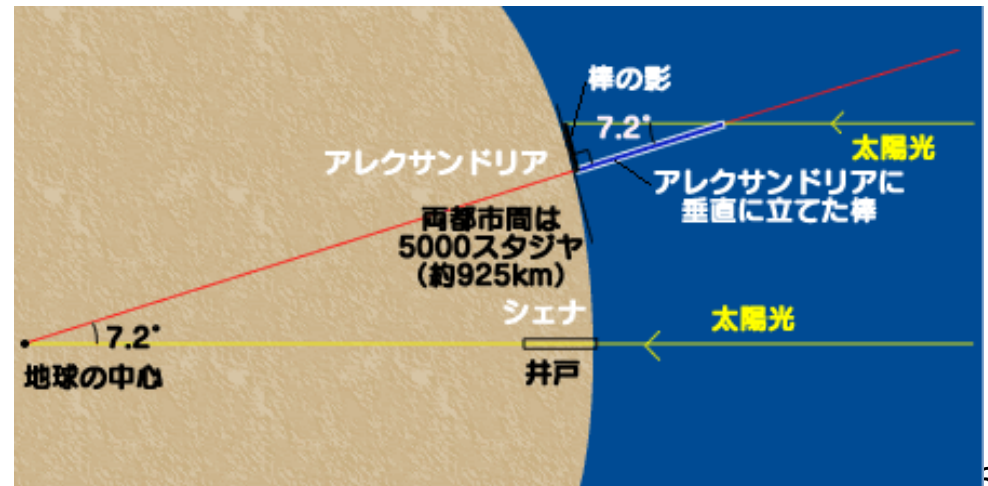 棒の影
7.2°
太陽光
アレクサンドリア
アレクサンドリアに
垂直に立てた棒
両都市間は
5000スタジヤ
(約925km)
シェナ
太陽光
7.2°
井戸
地球の中心